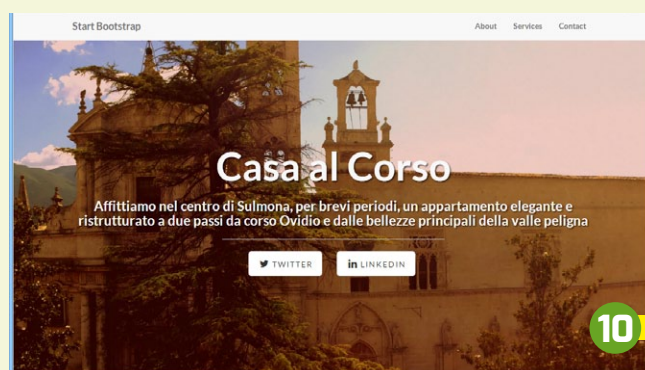 Start Bootstrap
About Services Contact
Casa al Corso
Affittiamo nel centro di Sulmona, per brevi periodi, un appartamento elegante e
ristrutturato a due passi da corso Ovidio e dalle bellezze principali della valle peligna
TWITTER
in LINKEDIN
10